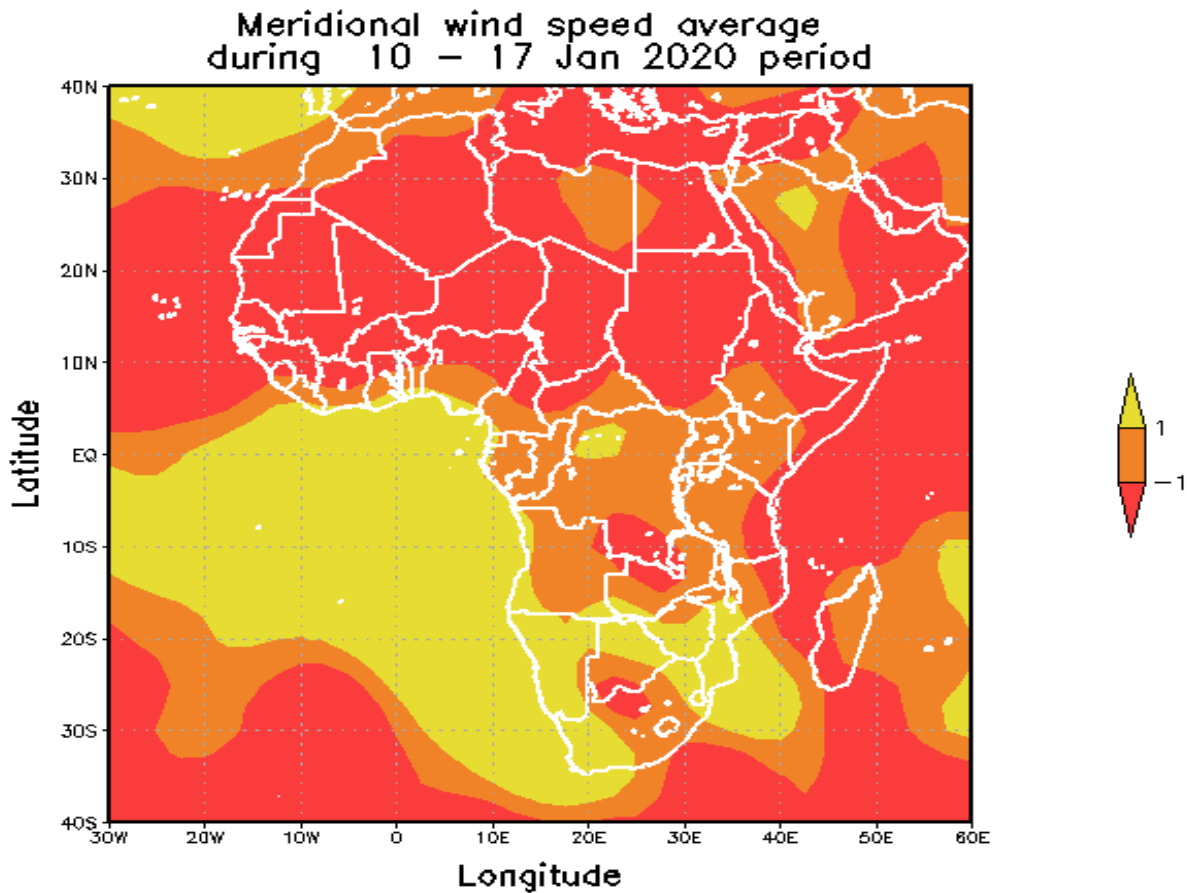 Meridional wind speed average
during 10 – 17 Jan 2020 period
40N
30N
20N
10N
EQ
10S
20S
30S
40S
Latitude
30W 20W 10W 0 10E 20E 30E 40E 50E 60E
Longitude
1
−1